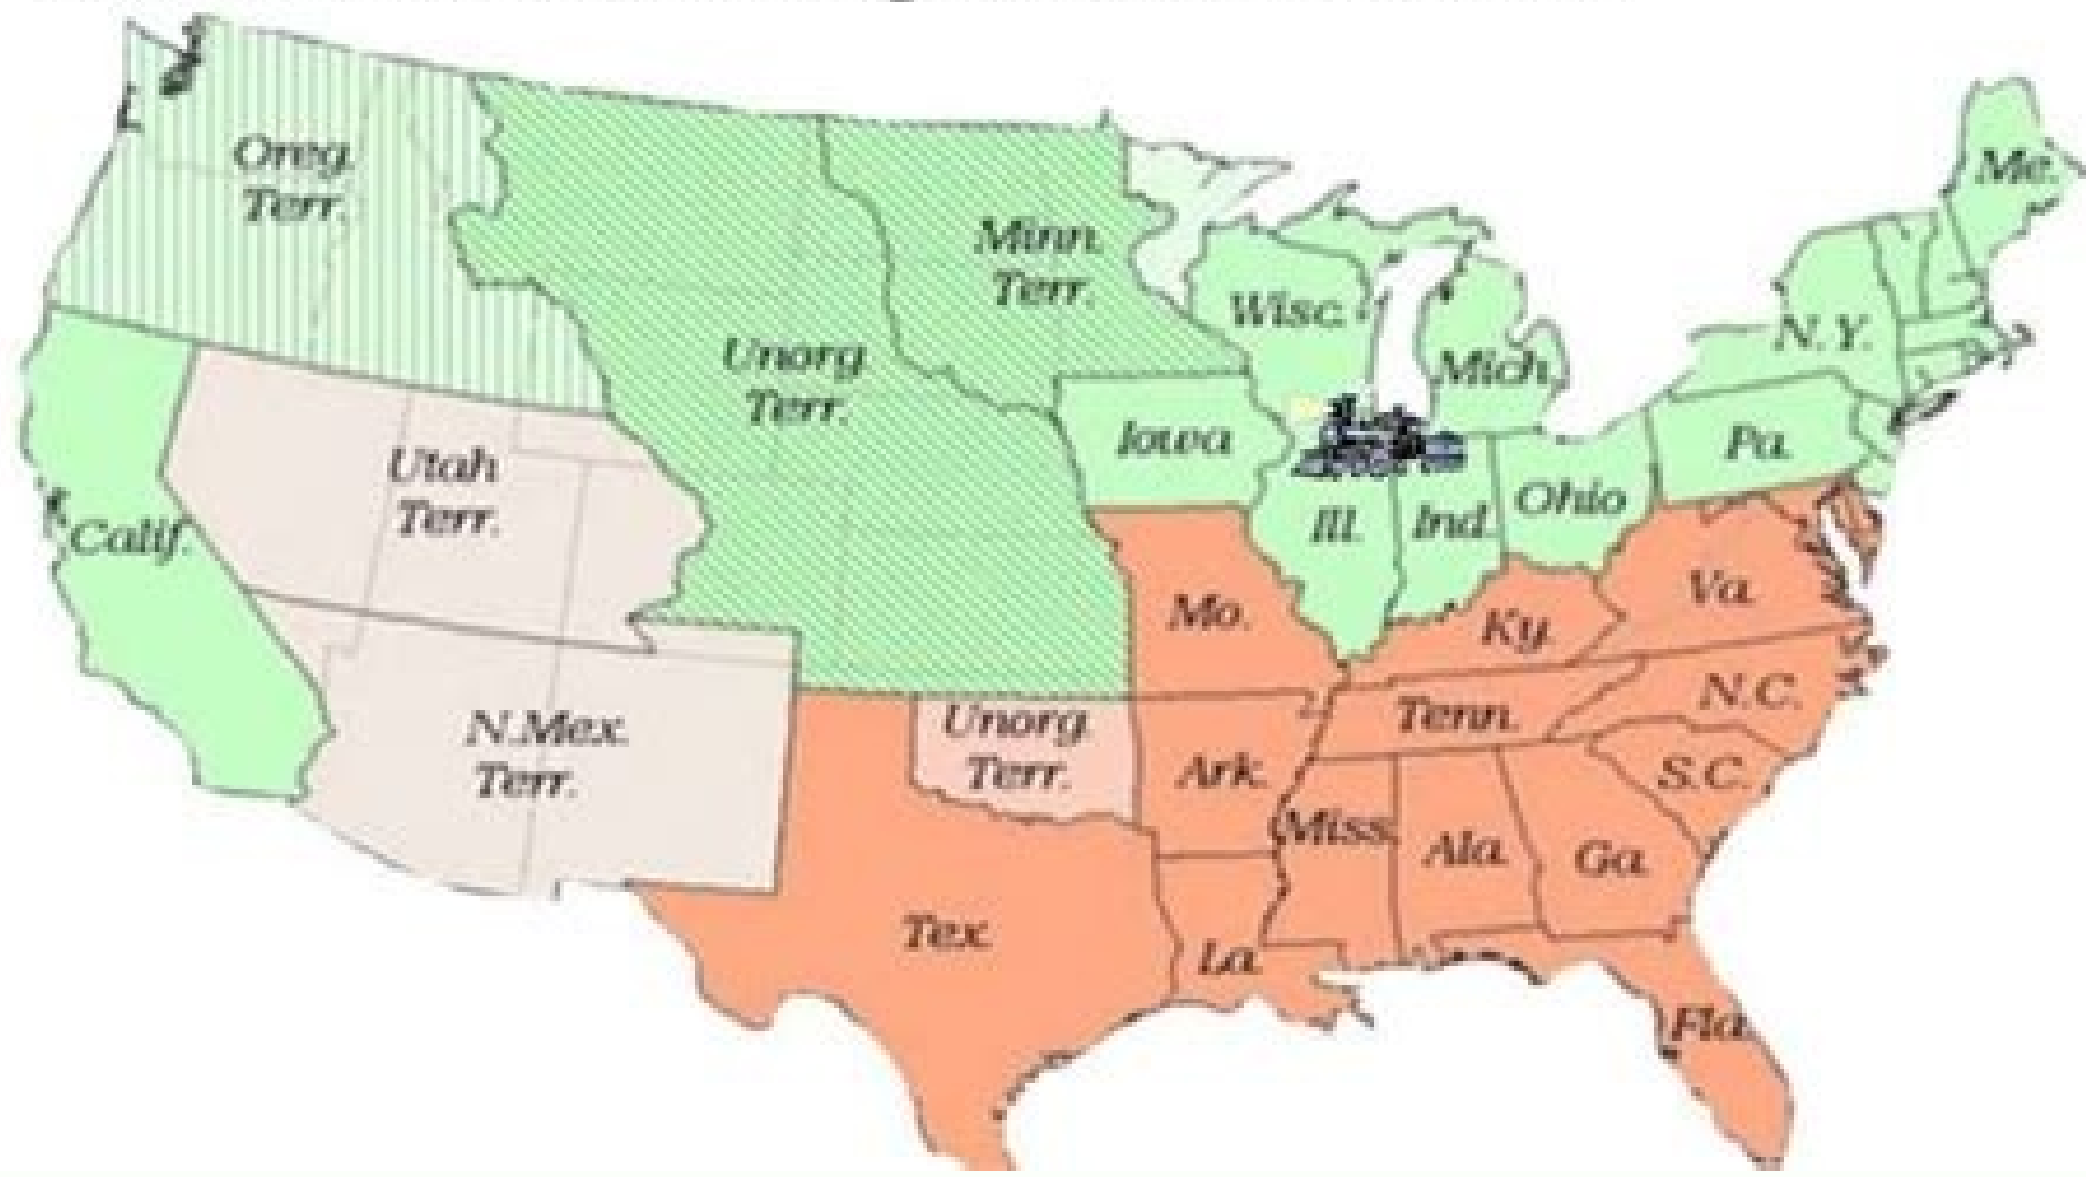 Oreg.
Terr.
Me.
Minn.
Terr.
Wisc.
N.Y.
Unorg.
Terr.
Mich.
Iowa
Pa.
Utah
Terr.
Ohio
Calif.
Ill.
Ind.
Mo.
Va.
Ky.
N.Mex.
Terr.
Unorg.
Terr.
Tenn.
N.C.
Ark.
S.C.
Miss.
Ala.
Ga.
Tex.
La.
Fla.